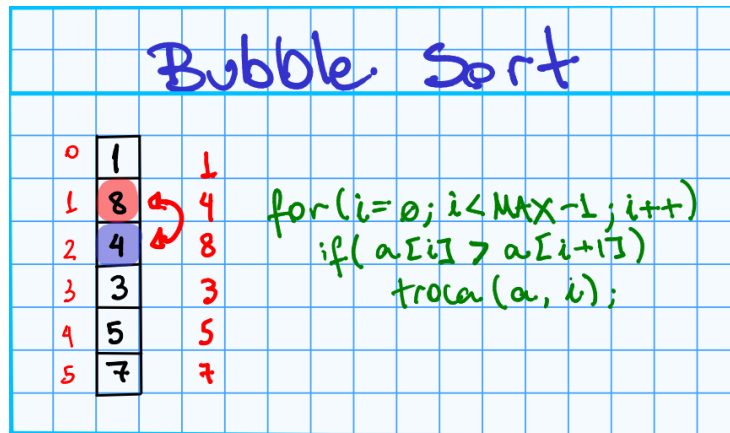 Bubble Sort
0 1 1
1 8 4
2 4 8
3 3 3
4 5 5
5 7 7
for(i=0; i<MAX-1; i++)
if(a[i] > a[i+1])
troca(a, i);